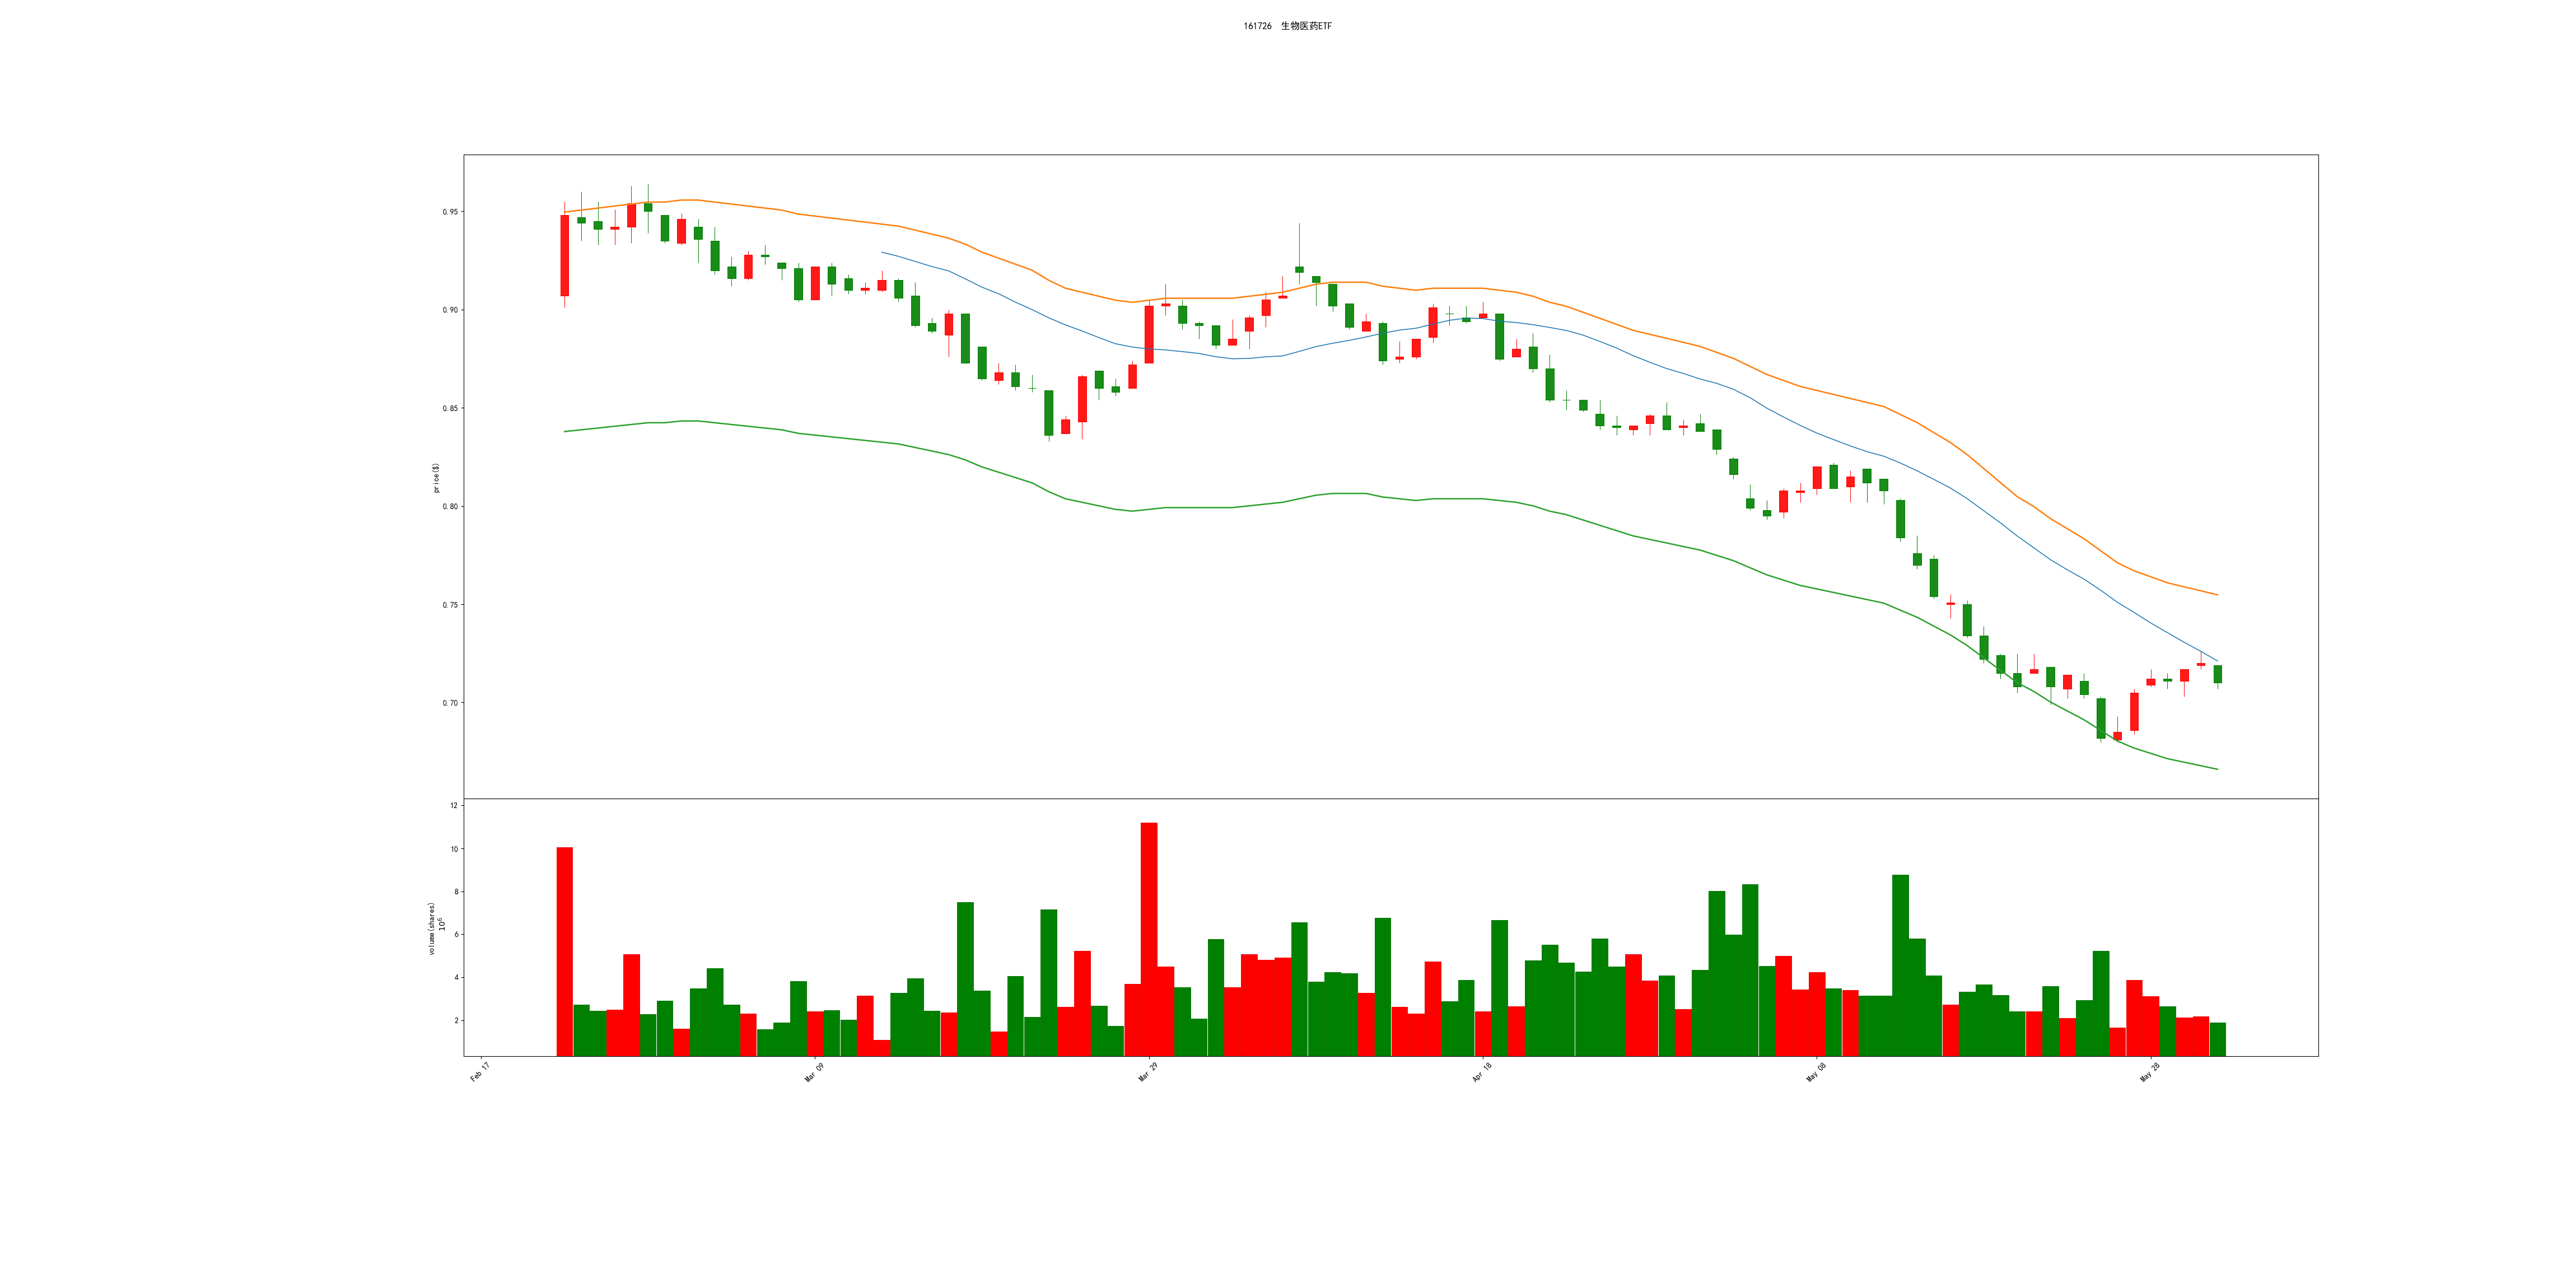 161726 生物医药ETF
price($)
0.95
0.90
0.85
0.80
0.75
0.70
volume(shares)
10^6
12
10
8
6
4
2
Feb 17
Mar 09
Mar 29
Apr 18
May 08
May 28